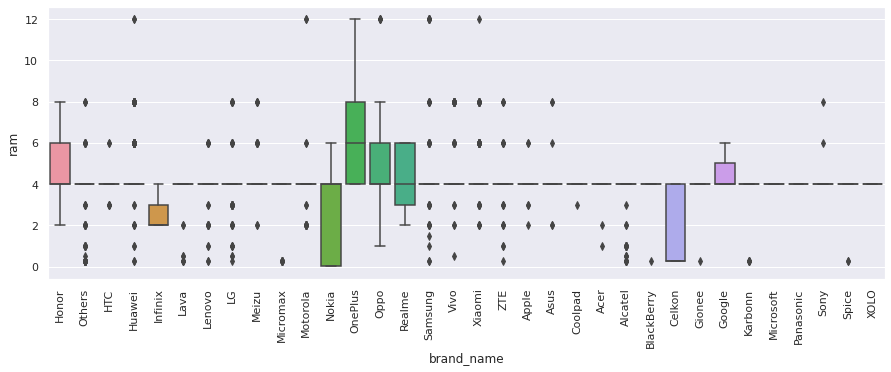 12
10
8
6
4
2
0
ram
Honor
Others
HTC
Huawei
Infinix
Lava
Lenovo
LG
Meizu
Micromax
Motorola
Nokia
OnePlus
Oppo
Realme
Samsung
Vivo
Xiaomi
ZTE
Apple
Asus
Coolpad
Acer
Alcatel
BlackBerry
Celkon
Gionee
Google
Karbonn
Microsoft
Panasonic
Sony
Spice
XOLO
brand_name